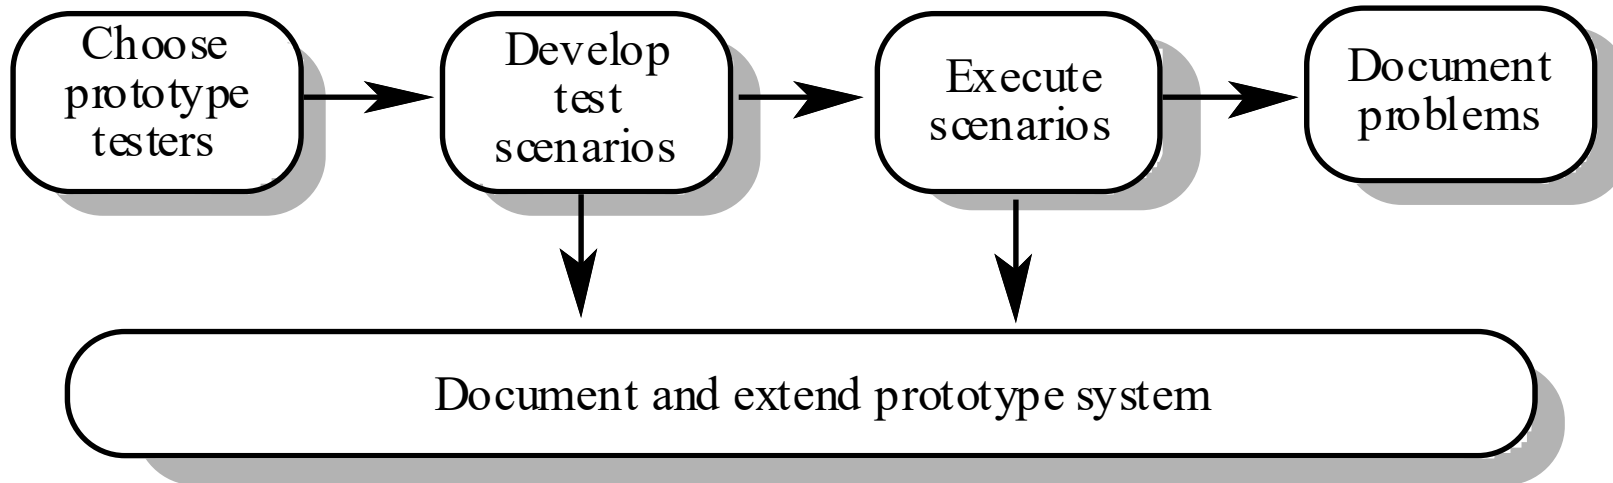 Choose
prototype
testers
Develop
test
scenarios
Execute
scenarios
Document
problems
Document and extend prototype system